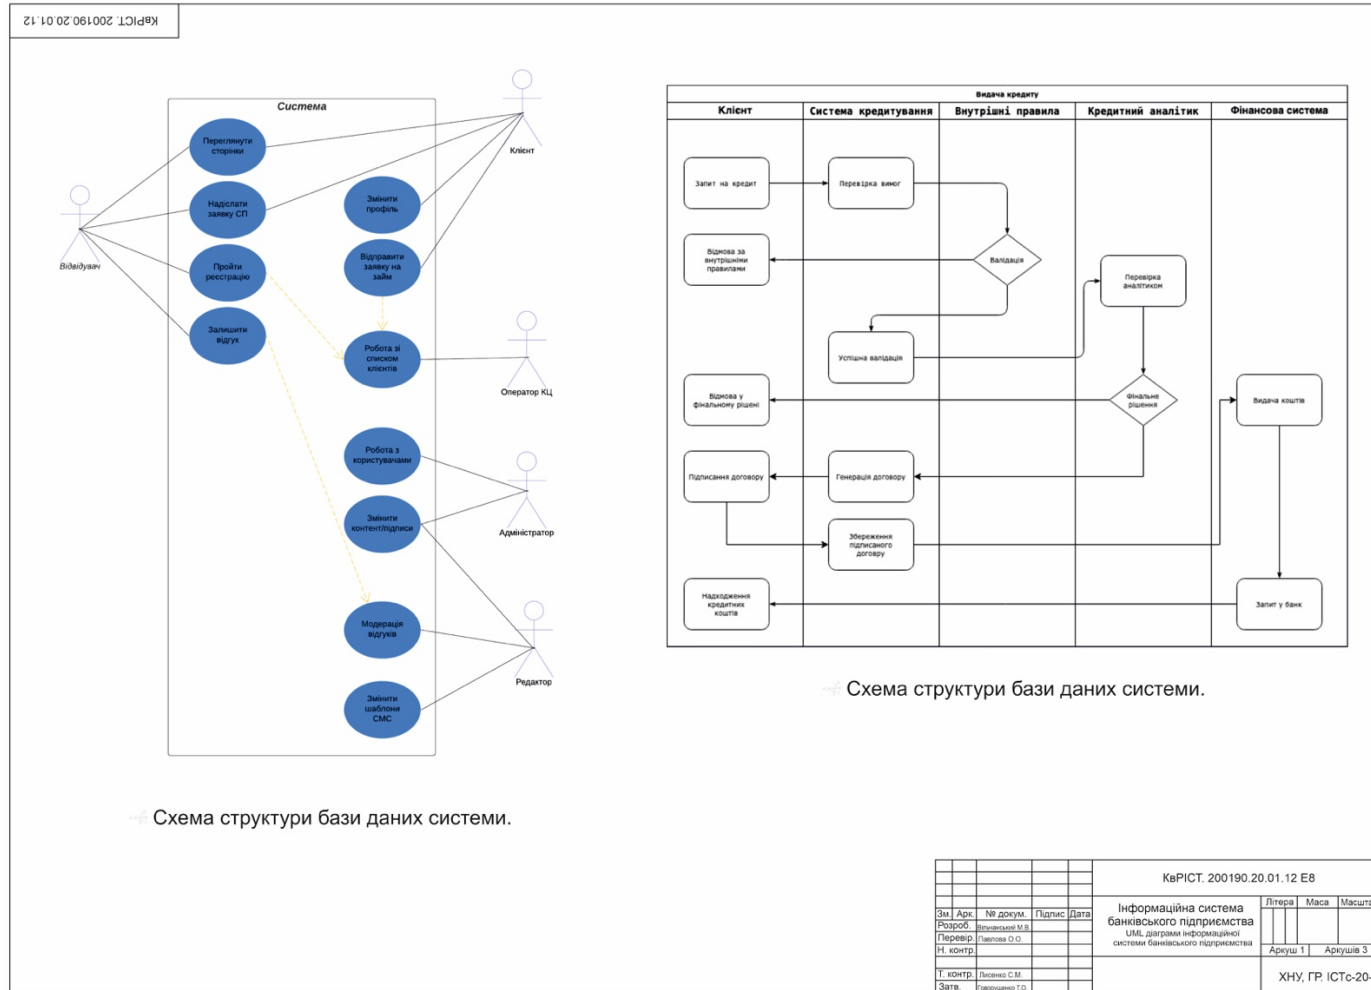 КвРІСТ. 200190.20.01.12
Система
Переглянути
сторінки
Надіслати
заявку СП
Пройти
реєстрацію
Залишити
відгук
Змінити
профіль
Відправити
заявку на
займ
Робота зі
списком
клієнтів
Робота з
користувачами
Змінити
контент/підписи
Модерація
відгуків
Змінити
шаблони
СМС
Відвідувач
Клієнт
Оператор КЦ
Адміністратор
Редактор
Схема структури бази даних системи.
Видача кредиту
Клієнт
Система кредитування
Внутрішні правила
Кредитний аналітик
Фінансова система
Запит на кредит
Перевірка вимог
Відмова за
внутрішніми
правилами
Валідація
Перевірка
аналітиком
Успішна валідація
Відмова у
фінальному рішені
Фінальне
рішення
Видача коштів
Підписання договору
Генерація договору
Збереження
підписаного
договру
Надходження
кредитних
коштів
Запит у банк
Схема структури бази даних системи.
КвРІСТ. 200190.20.01.12 Е8
Зм. Арк. № докум. Підпис Дата
Розроб. Вільчанський М.В.
Перевір. Павлова О.О.
Н. контр.
Т. контр. Лисенко С.М.
Затв. Говорущенко Т.О.
Інформаційна система
банківського підприємства
UML діаграми інформаційної
системи банківського підприємства
Літера Маса Масшта
Аркуш 1 Аркушів 3
ХНУ, ГР. ІСТс-20-